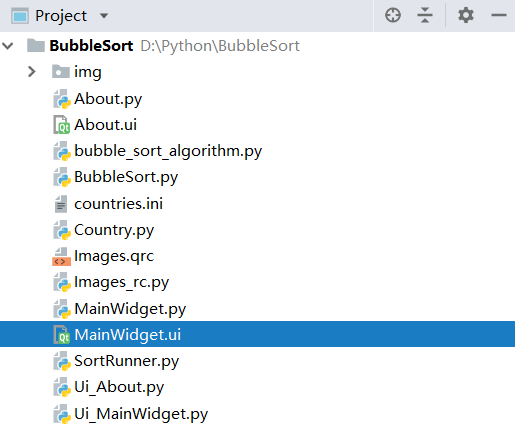 Project
BubbleSort D:\Python\BubbleSort
img
About.py
About.ui
bubble_sort_algorithm.py
BubbleSort.py
countries.ini
Country.py
Images.qrc
Images_rc.py
MainWidget.py
MainWidget.ui
SortRunner.py
Ui_About.py
Ui_MainWidget.py